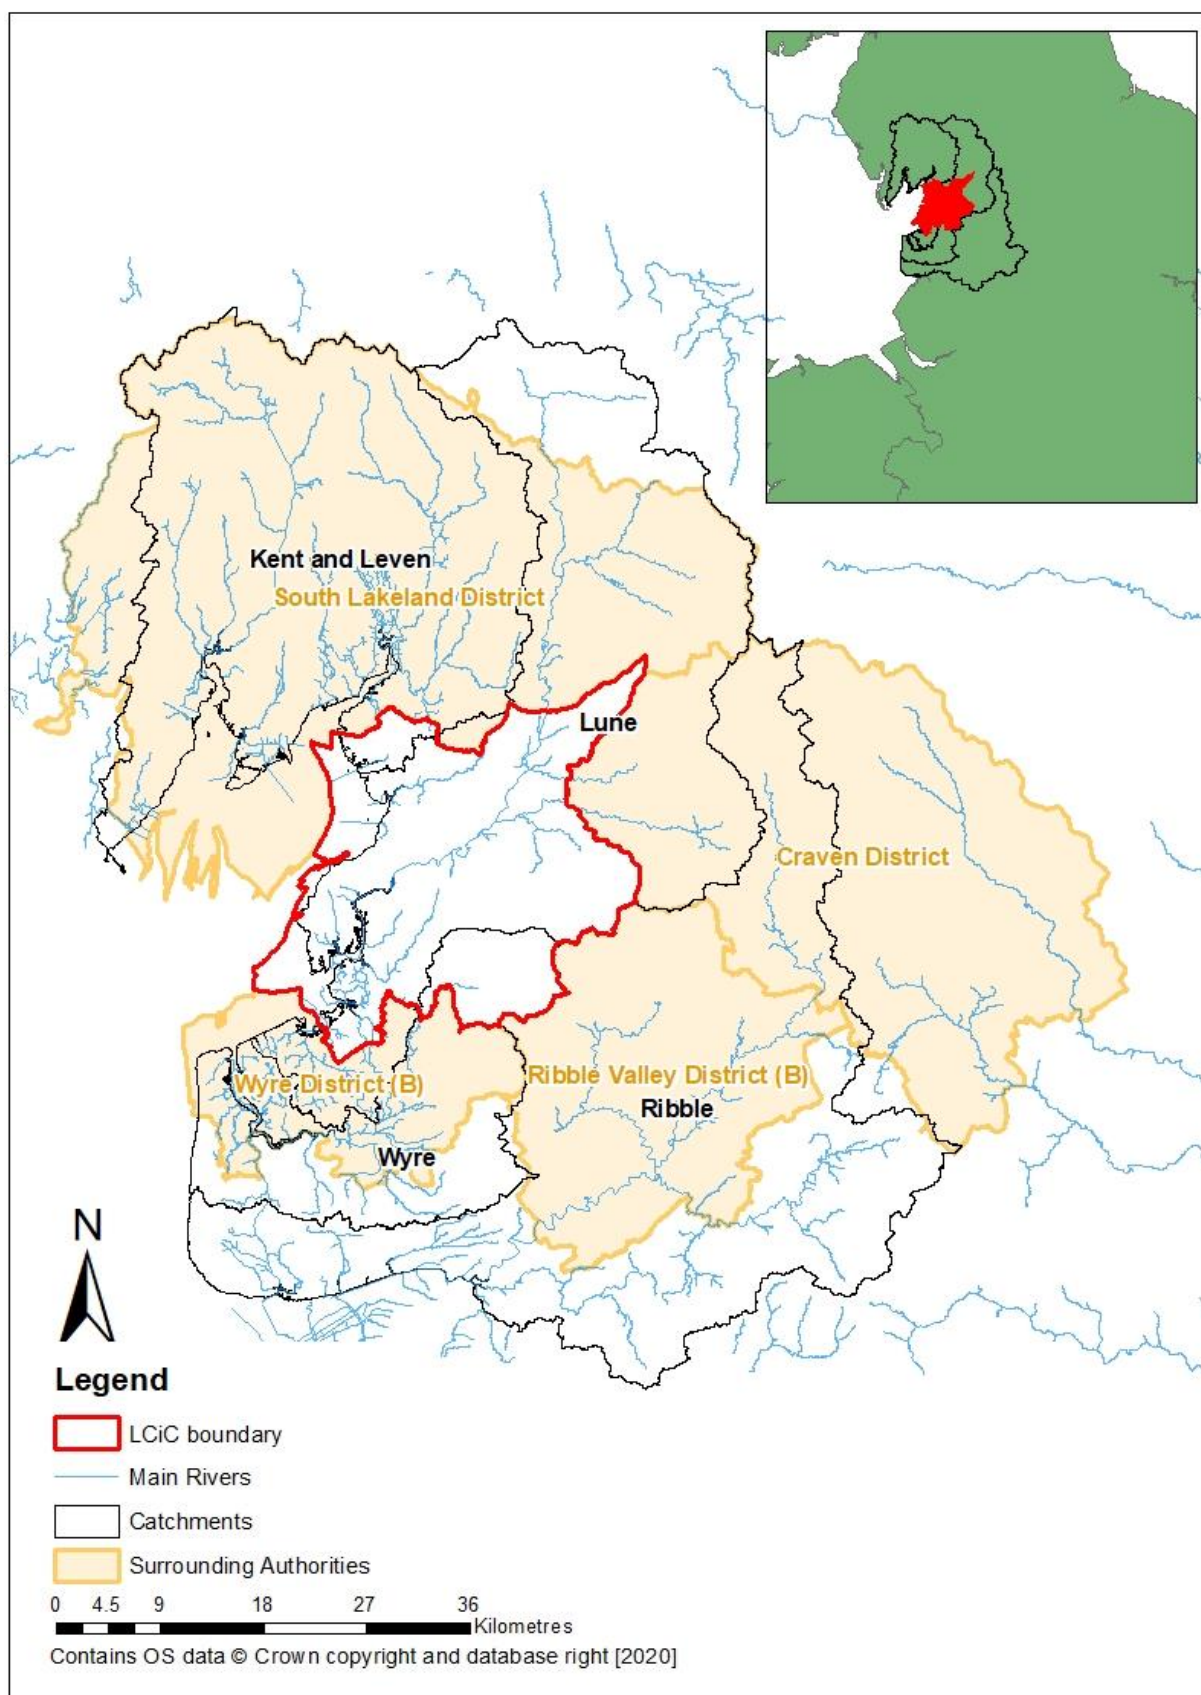 Kent and Leven
South Lakeland District
Lune
Craven District
Wyre District (B)
Ribble Valley District (B)
Ribble
Wyre
N
Legend
LCiC boundary
Main Rivers
Catchments
Surrounding Authorities
0 4.5 9 18 27 36
Kilometres
Contains OS data © Crown copyright and database right [2020]